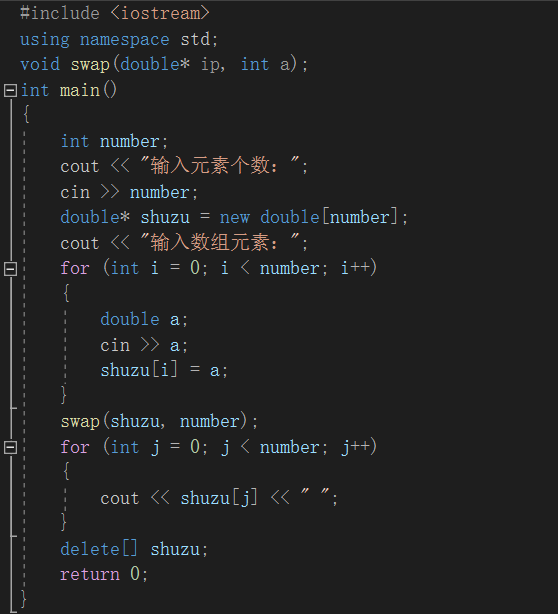 #include <iostream>
using namespace std;
void swap(double* ip, int a);
int main()
{
int number;
cout << "输入元素个数：";
cin >> number;
double* shuzu = new double[number];
cout << "输入数组元素：";
for (int i = 0; i < number; i++)
{
double a;
cin >> a;
shuzu[i] = a;
}
swap(shuzu, number);
for (int j = 0; j < number; j++)
{
cout << shuzu[j] << " ";
}
delete[] shuzu;
return 0;
}